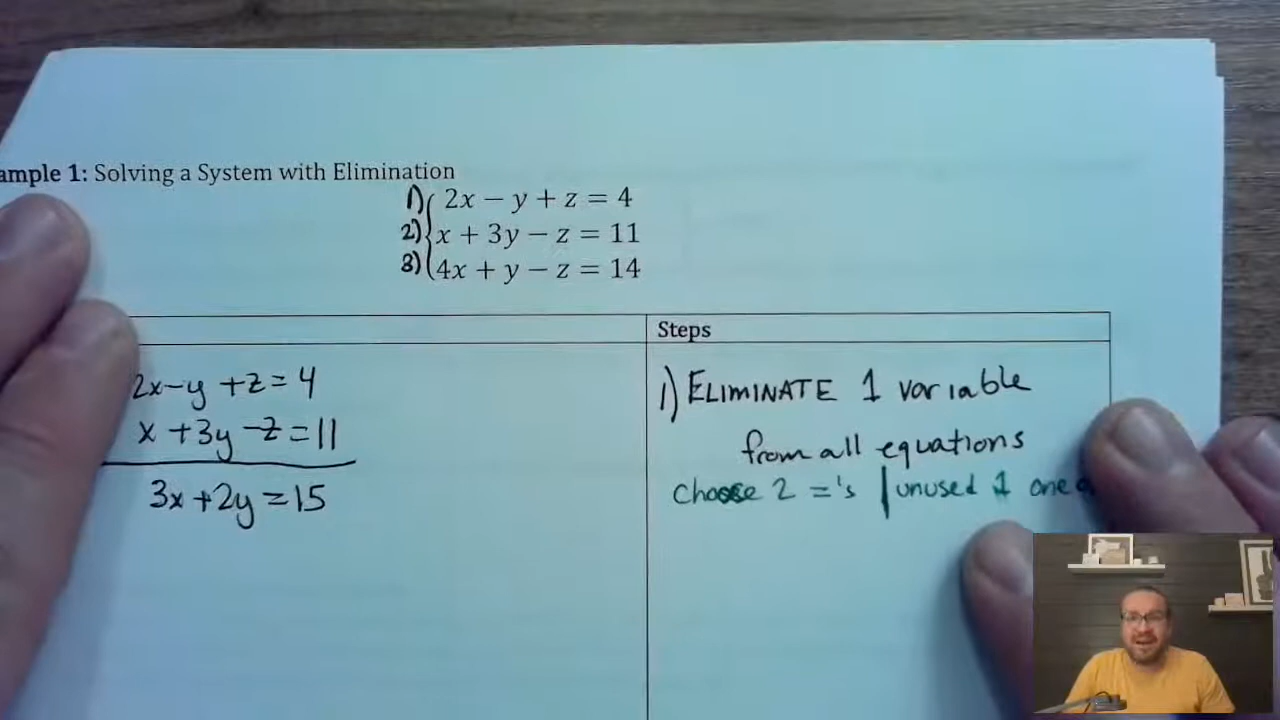 ample 1: Solving a System with Elimination
1) 2x − y + z = 4
2) x + 3y − z = 11
3) 4x + y − z = 14
Steps
2x−y +z=4
x +3y −z=11
3x+2y=15
1) ELIMINATE 1 variable
from all equations
choose 2 ='s | unused 1 one